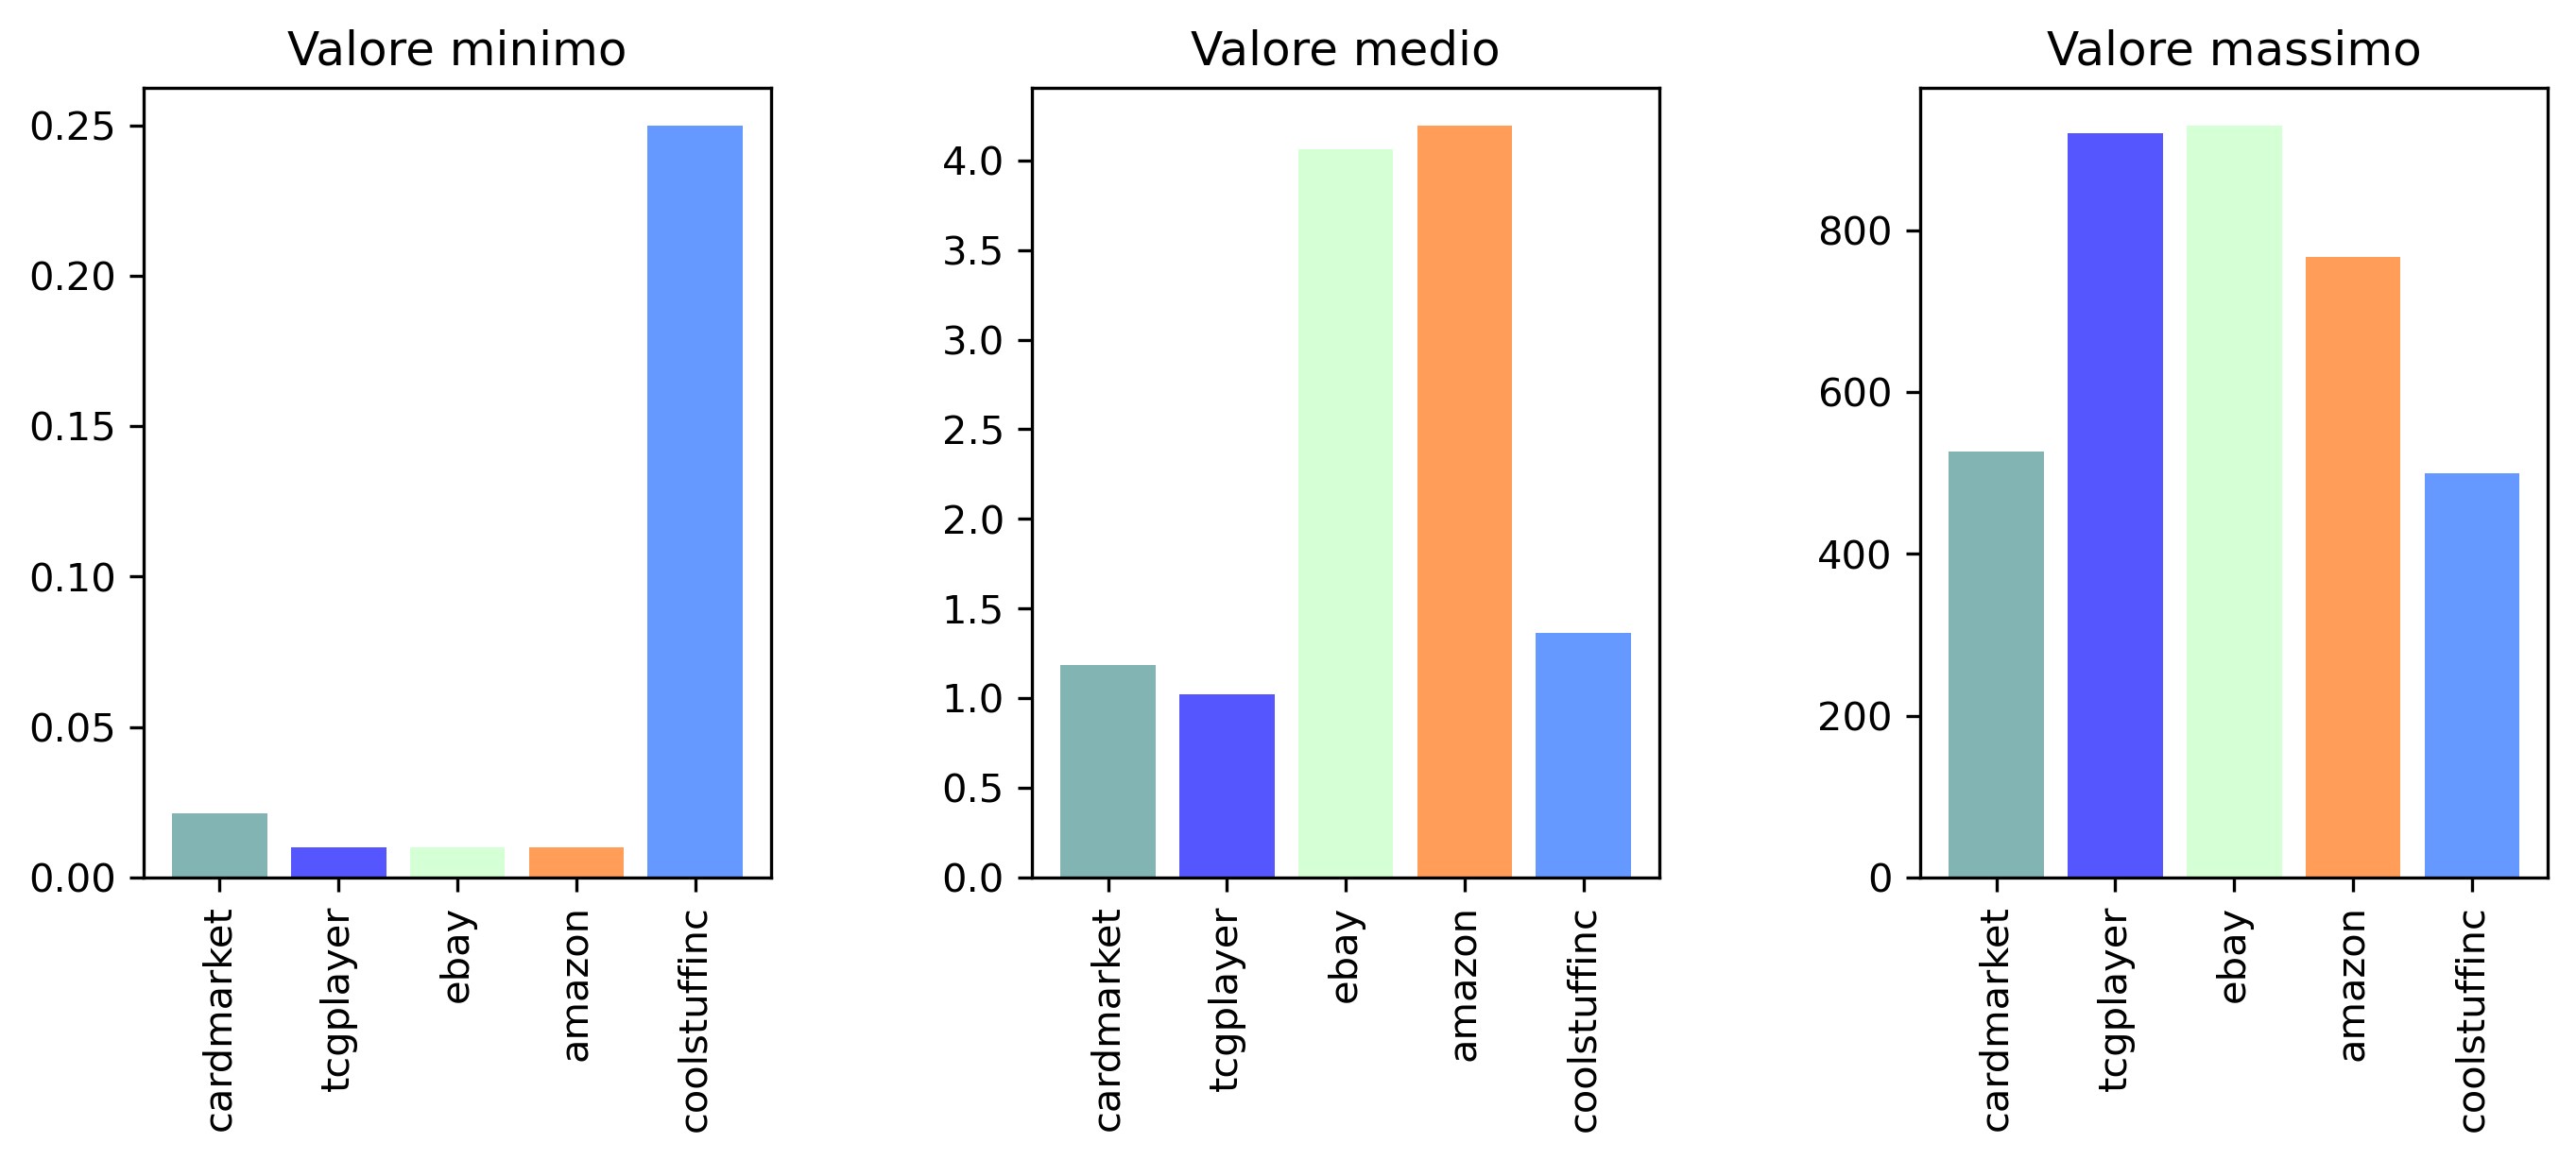 Valore minimo
0.25
0.20
0.15
0.10
0.05
0.00
cardmarket
tcgplayer
ebay
amazon
coolstuffinc
Valore medio
4.0
3.5
3.0
2.5
2.0
1.5
1.0
0.5
0.0
cardmarket
tcgplayer
ebay
amazon
coolstuffinc
Valore massimo
800
600
400
200
0
cardmarket
tcgplayer
ebay
amazon
coolstuffinc